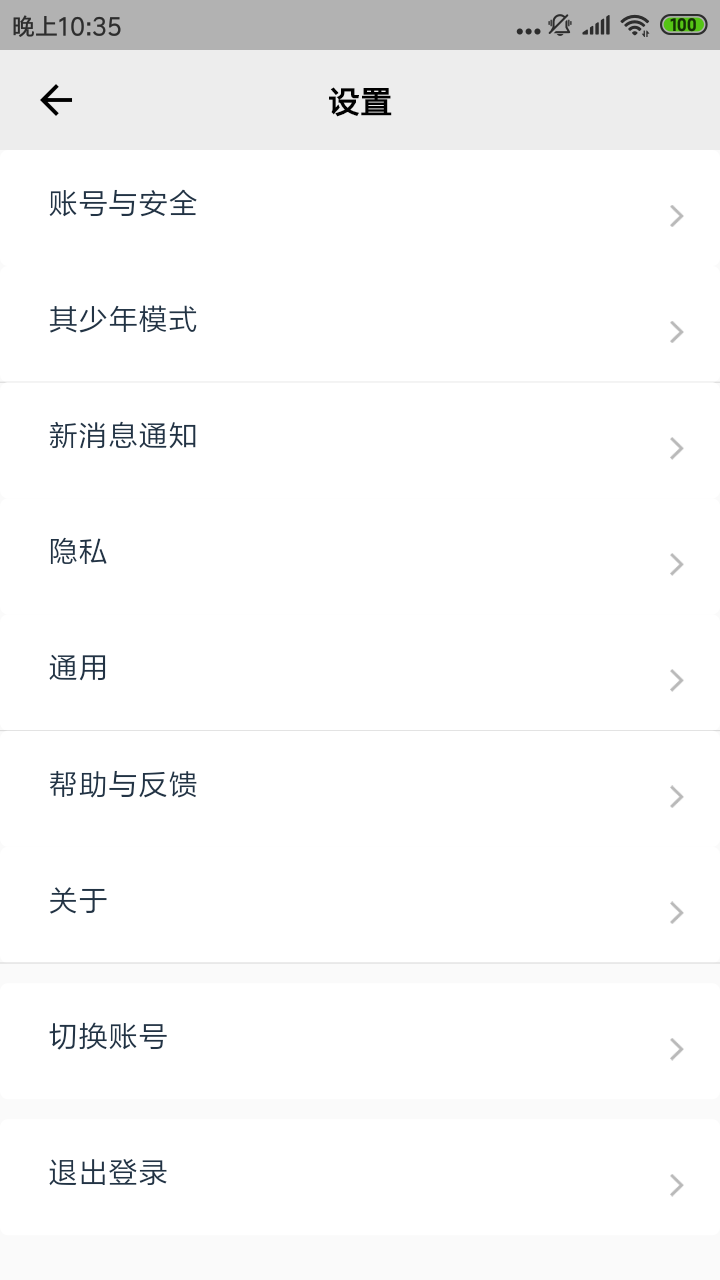 晚上10:35
100
设置
账号与安全
其少年模式
新消息通知
隐私
通用
帮助与反馈
关于
切换账号
退出登录